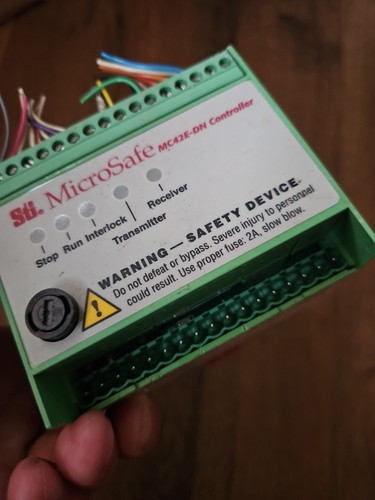 STI. MicroSafe MC42E-DN Controller
Stop Run Interlock
Transmitter
Receiver
WARNING — SAFETY DEVICE.
Do not defeat or bypass. Severe injury to personnel
could result. Use proper fuse: 2A, slow blow.